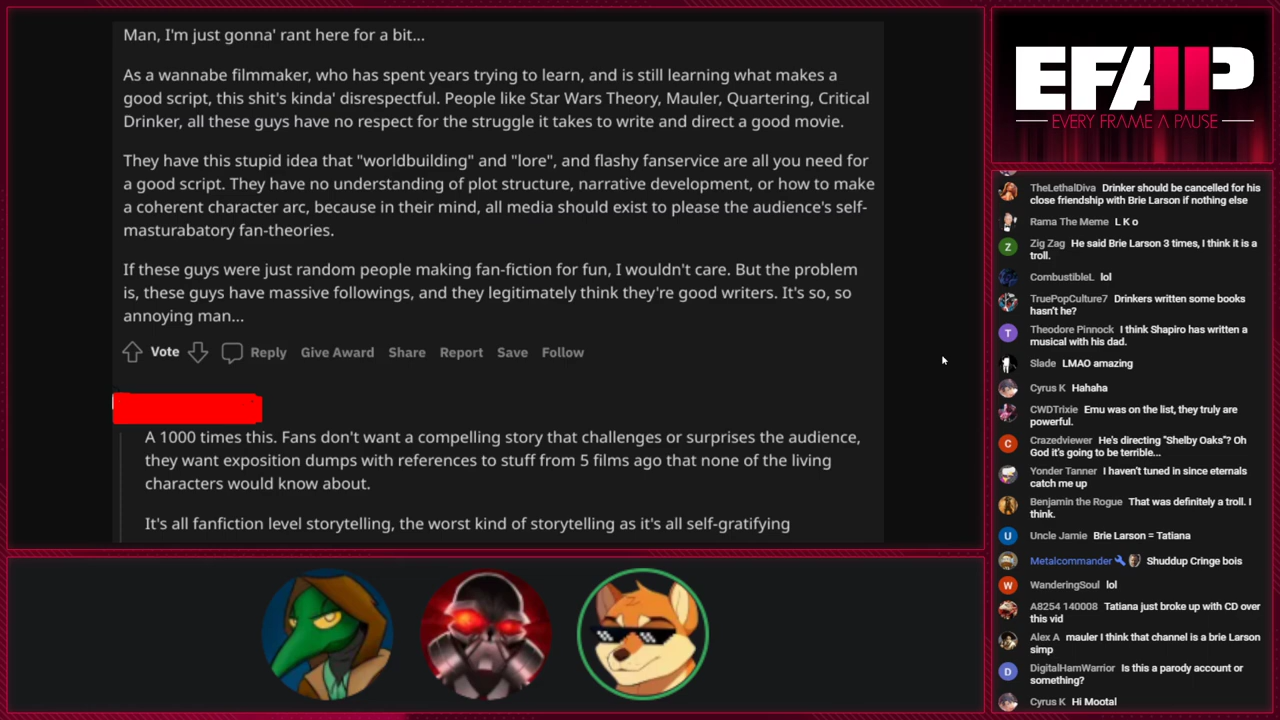 Man, I'm just gonna' rant here for a bit...
As a wannabe filmmaker, who has spent years trying to learn, and is still learning what makes a
good script, this shit's kinda' disrespectful. People like Star Wars Theory, Mauler, Quartering, Critical
Drinker, all these guys have no respect for the struggle it takes to write and direct a good movie.
They have this stupid idea that "worldbuilding" and "lore", and flashy fanservice are all you need for
a good script. They have no understanding of plot structure, narrative development, or how to make
a coherent character arc, because in their mind, all media should exist to please the audience's self-
masturabatory fan-theories.
If these guys were just random people making fan-fiction for fun, I wouldn't care. But the problem
is, these guys have massive followings, and they legitimately think they're good writers. It's so, so
annoying man...
Vote Reply Give Award Share Report Save Follow
A 1000 times this. Fans don't want a compelling story that challenges or surprises the audience,
they want exposition dumps with references to stuff from 5 films ago that none of the living
characters would know about.
It's all fanfiction level storytelling, the worst kind of storytelling as it's all self-gratifying
EFAP
EVERY FRAME A PAUSE
TheLethalDiva Drinker should be cancelled for his
close friendship with Brie Larson if nothing else
Rama The Meme L K o
Z Zig Zag He said Brie Larson 3 times, I think it is a
troll.
CombustibleL lol
TruePopCulture7 Drinkers written some books
hasn't he?
T Theodore Pinnock I think Shapiro has written a
musical with his dad.
Slade LMAO amazing
Cyrus K Hahaha
CWDTrixie Emu was on the list, they truly are
powerful.
C Crazedviewer He's directing "Shelby Oaks"? Oh
God it's going to be terrible...
Yonder Tanner I haven't tuned in since eternals
catch me up
Benjamin the Rogue That was definitely a troll. I
think.
U Uncle Jamie Brie Larson = Tatiana
Metalcommander Shuddup Cringe bois
W WanderingSoul lol
A8254 140008 Tatiana just broke up with CD over
this vid
Alex A mauler I think that channel is a brie Larson
simp
D DigitalHamWarrior Is this a parody account or
something?
Cyrus K Hi Mootal